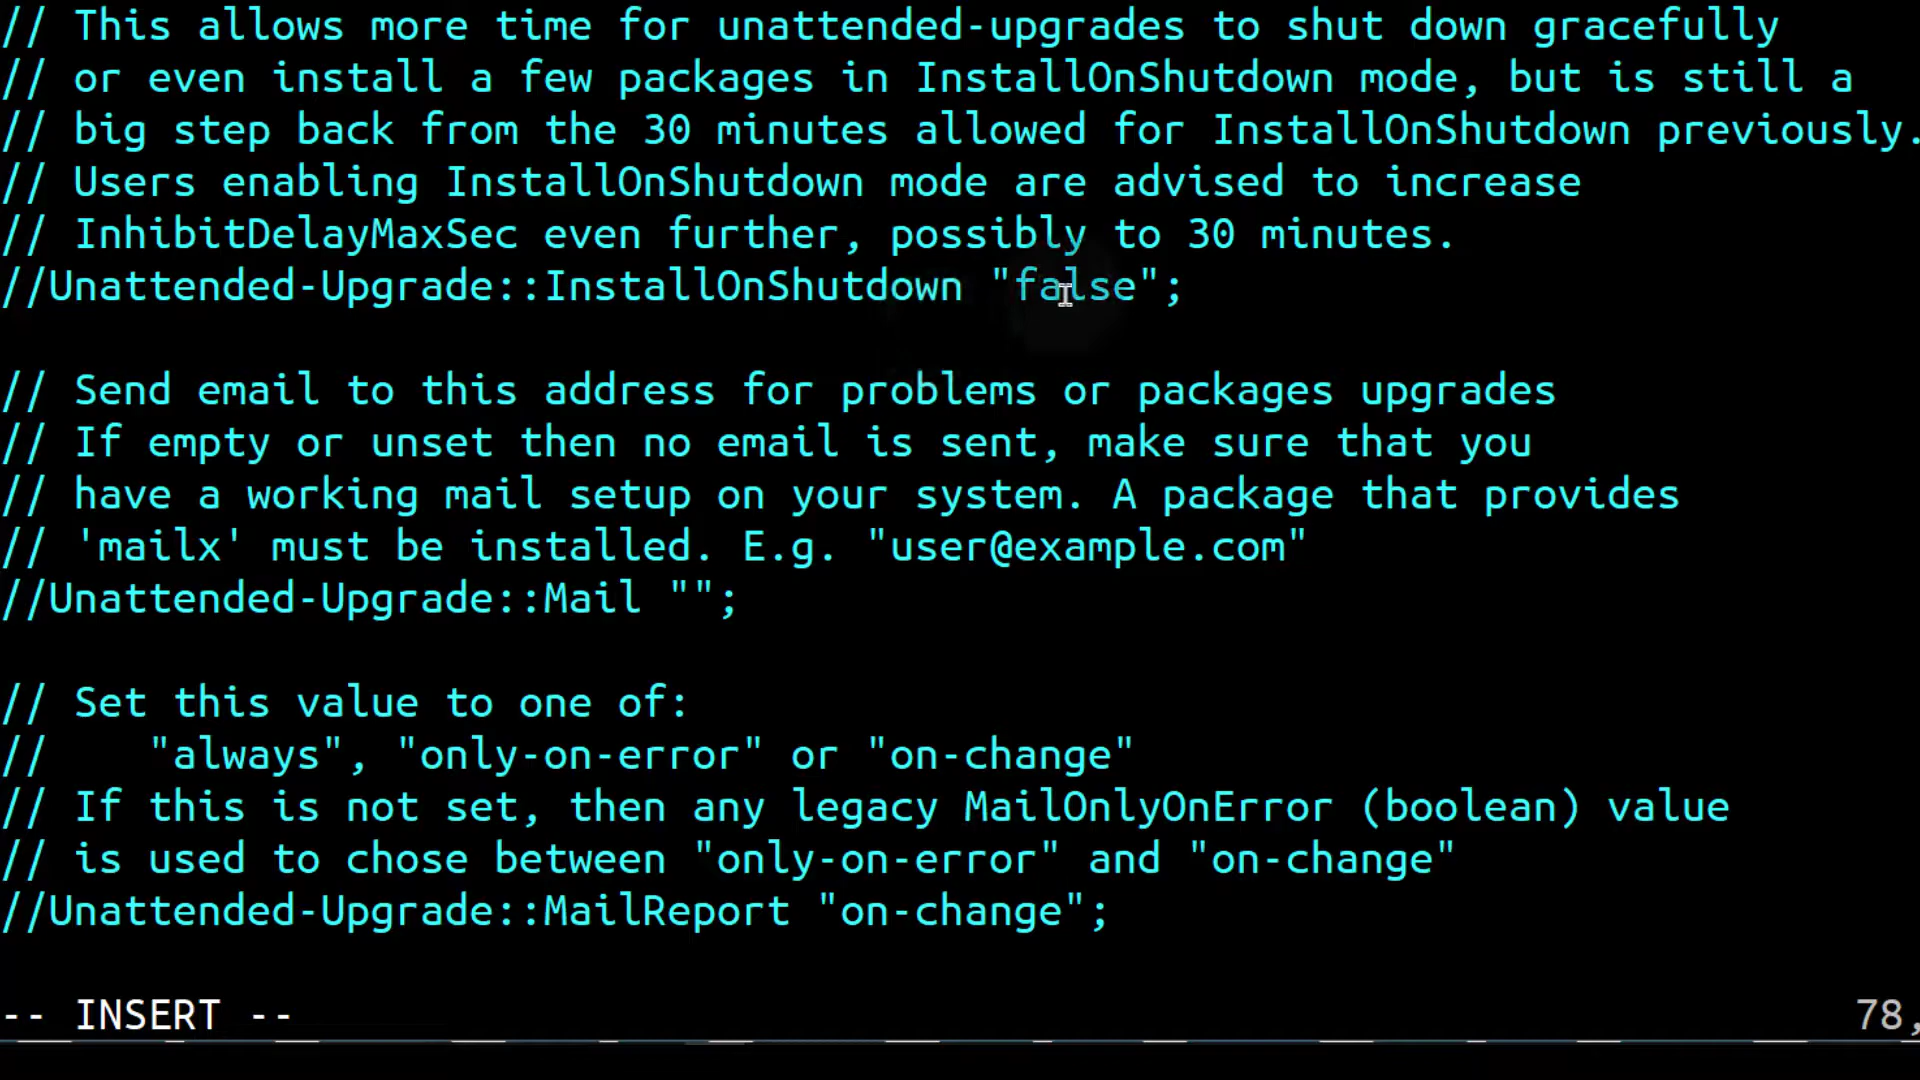 // This allows more time for unattended-upgrades to shut down gracefully
// or even install a few packages in InstallOnShutdown mode, but is still a
// big step back from the 30 minutes allowed for InstallOnShutdown previously.
// Users enabling InstallOnShutdown mode are advised to increase
// InhibitDelayMaxSec even further, possibly to 30 minutes.
//Unattended-Upgrade::InstallOnShutdown "false";
// Send email to this address for problems or packages upgrades
// If empty or unset then no email is sent, make sure that you
// have a working mail setup on your system. A package that provides
// 'mailx' must be installed. E.g. "user@example.com"
//Unattended-Upgrade::Mail "";
// Set this value to one of:
//    "always", "only-on-error" or "on-change"
// If this is not set, then any legacy MailOnlyOnError (boolean) value
// is used to chose between "only-on-error" and "on-change"
//Unattended-Upgrade::MailReport "on-change";
-- INSERT -- 78,